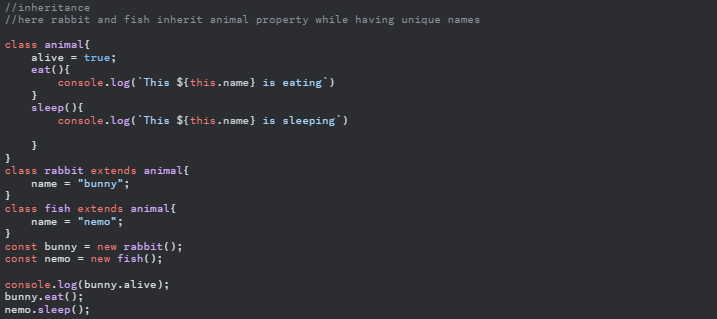 //inheritance
//here rabbit and fish inherit animal property while having unique names
class animal{
    alive = true;
    eat(){
        console.log(`This ${this.name} is eating`)
    }
    sleep(){
        console.log(`This ${this.name} is sleeping`)
    }
}
class rabbit extends animal{
    name = "bunny";
}
class fish extends animal{
    name = "nemo";
}
const bunny = new rabbit();
const nemo = new fish();
console.log(bunny.alive);
bunny.eat();
nemo.sleep();